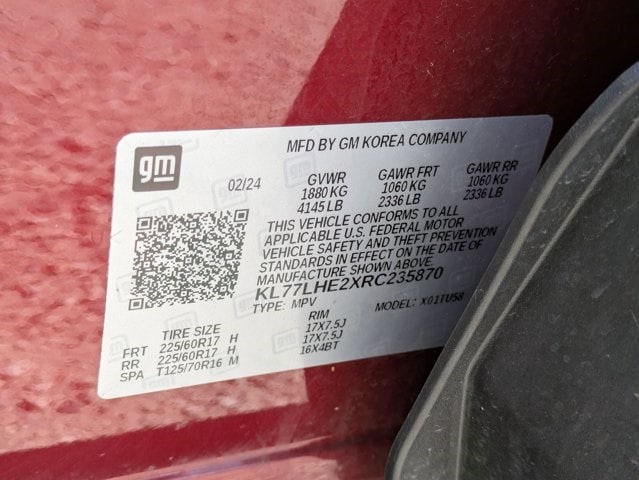 gm
MFD BY GM KOREA COMPANY
02/24 GVWR GAWR FRT GAWR RR
1880 KG 1060 KG 1060 KG
4145 LB 2336 LB 2336 LB
THIS VEHICLE CONFORMS TO ALL
APPLICABLE U.S. FEDERAL MOTOR
VEHICLE SAFETY AND THEFT PREVENTION
STANDARDS IN EFFECT ON THE DATE OF
MANUFACTURE SHOWN ABOVE.
KL77LHE2XRC235870
TYPE: MPV MODEL: X01TU58
TIRE SIZE RIM
FRT 225/60R17 H 17X7.5J
RR 225/60R17 H 17X7.5J
SPA T125/70R16 M 16X4BT